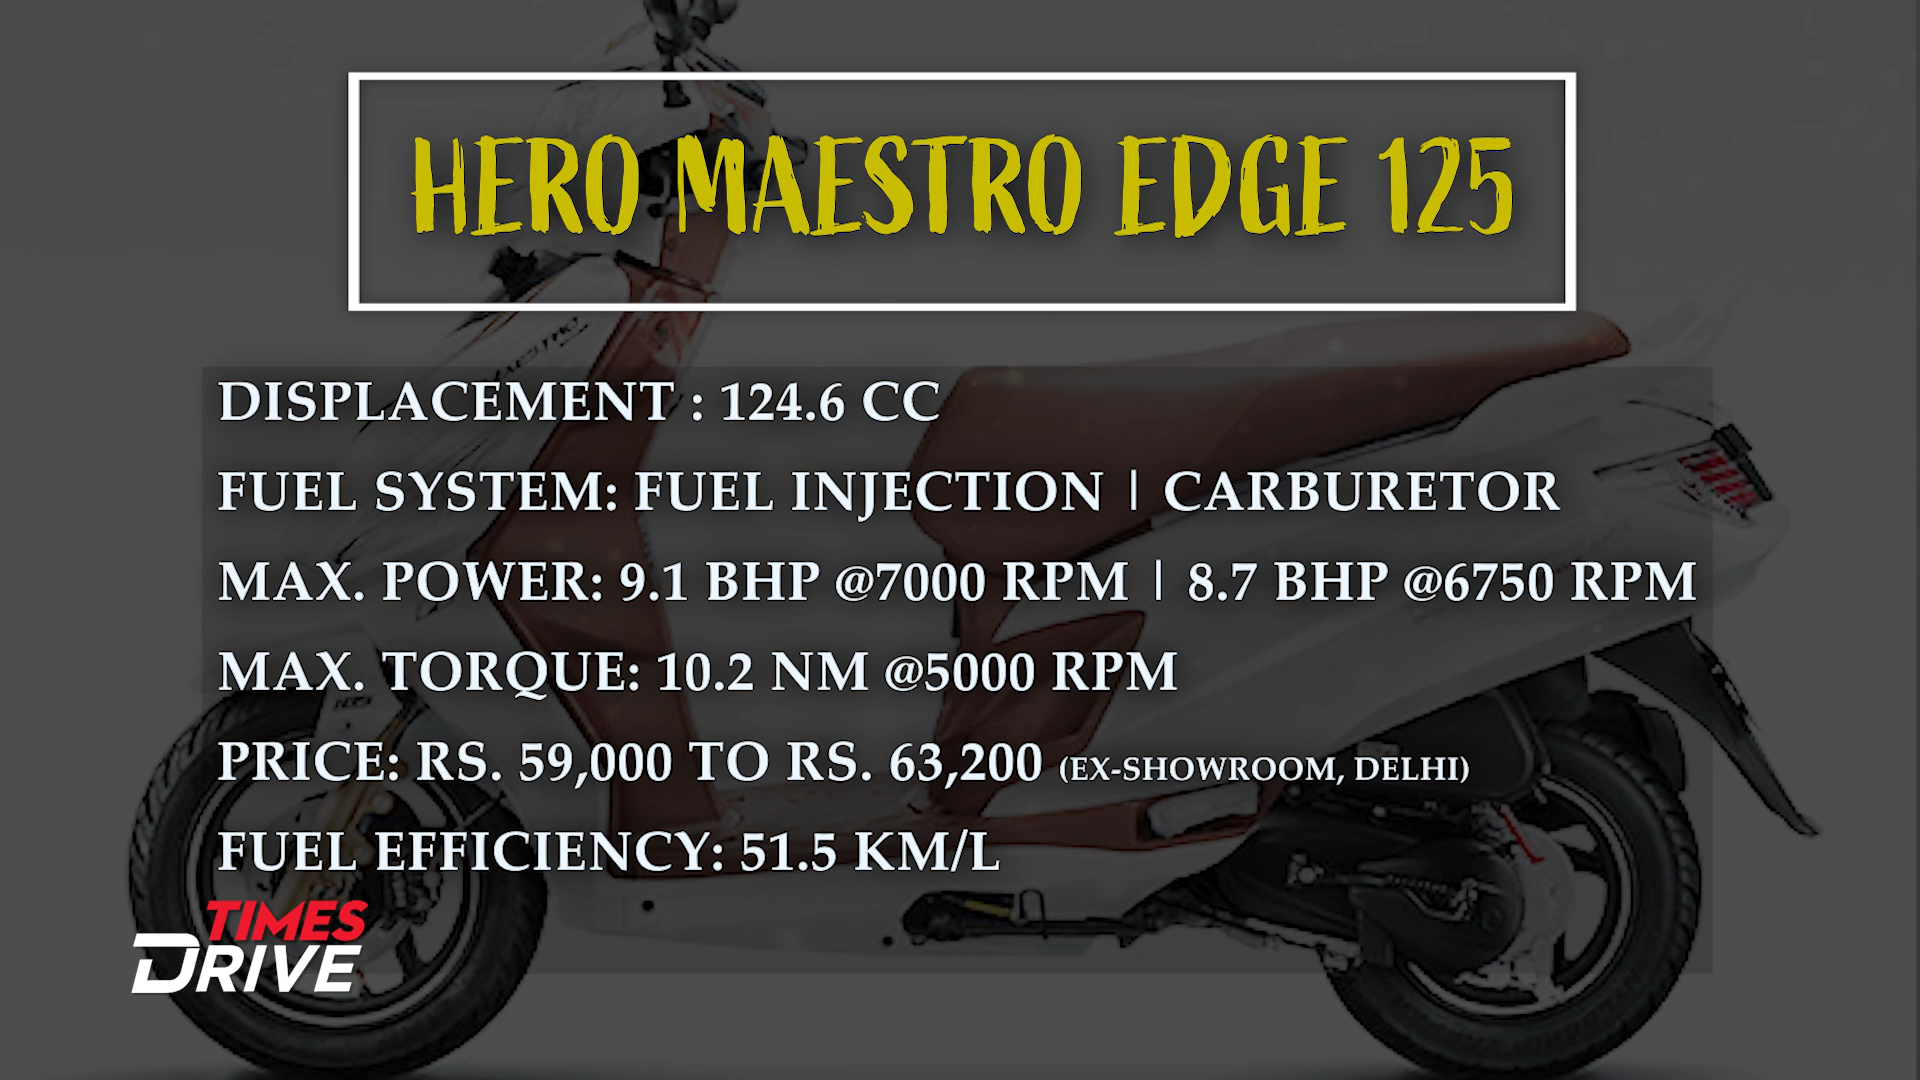 HERO MAESTRO EDGE 125
DISPLACEMENT : 124.6 CC
FUEL SYSTEM: FUEL INJECTION | CARBURETOR
MAX. POWER: 9.1 BHP @7000 RPM | 8.7 BHP @6750 RPM
MAX. TORQUE: 10.2 NM @5000 RPM
PRICE: RS. 59,000 TO RS. 63,200 (EX-SHOWROOM, DELHI)
FUEL EFFICIENCY: 51.5 KM/L
TIMES
DRIVE